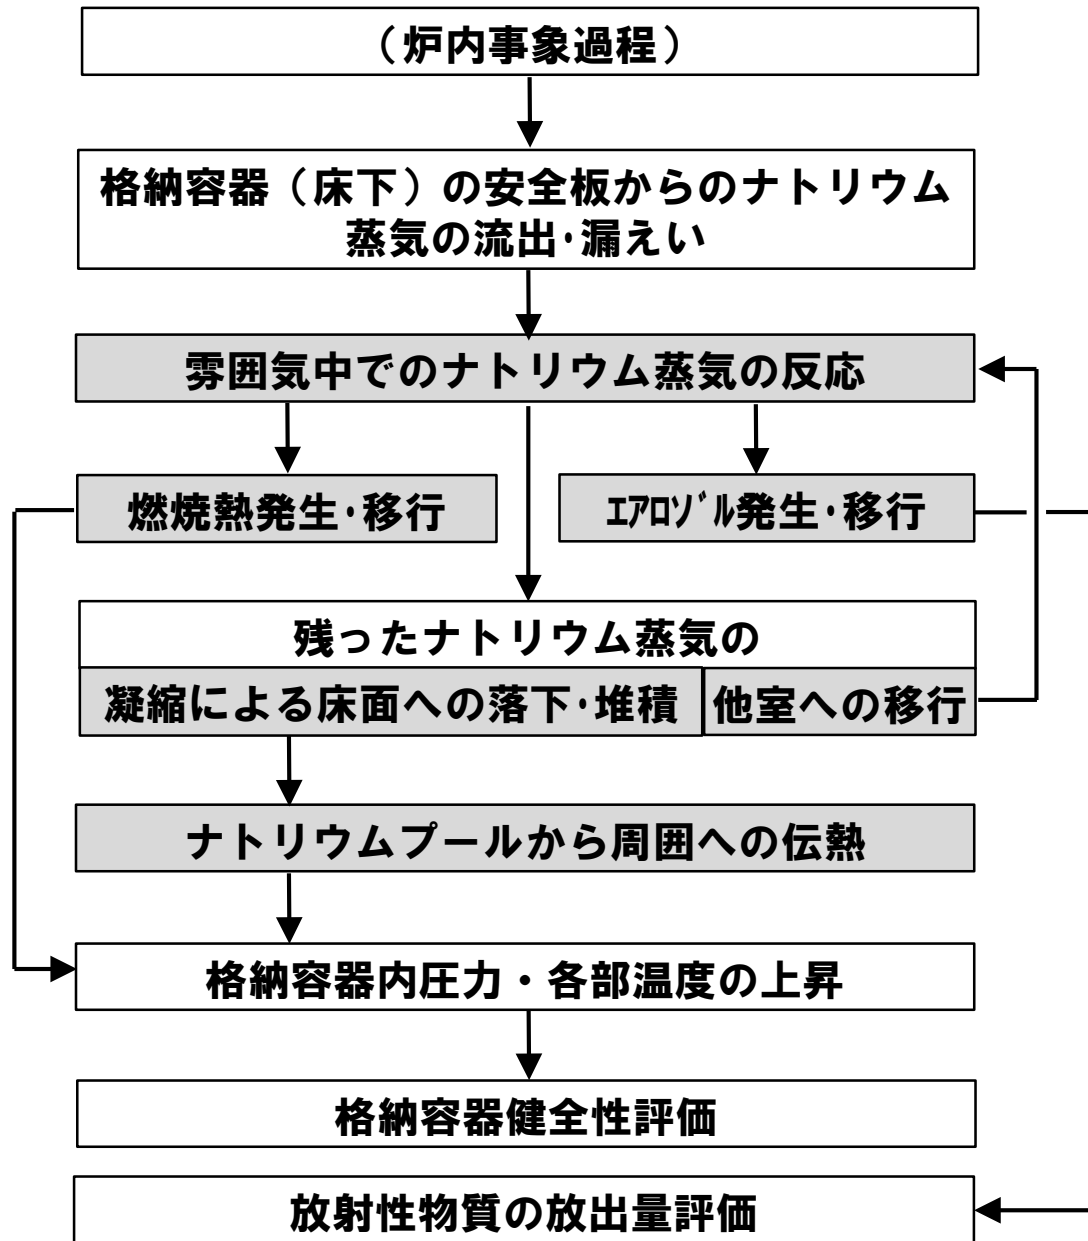 （炉内事象過程）
格納容器（床下）の安全板からのナトリウム
蒸気の流出･漏えい
雰囲気中でのナトリウム蒸気の反応
燃焼熱発生･移行
ｴｱﾛｿﾞﾙ発生･移行
残ったナトリウム蒸気の
凝縮による床面への落下･堆積
他室への移行
ナトリウムプールから周囲への伝熱
格納容器内圧力・各部温度の上昇
格納容器健全性評価
放射性物質の放出量評価